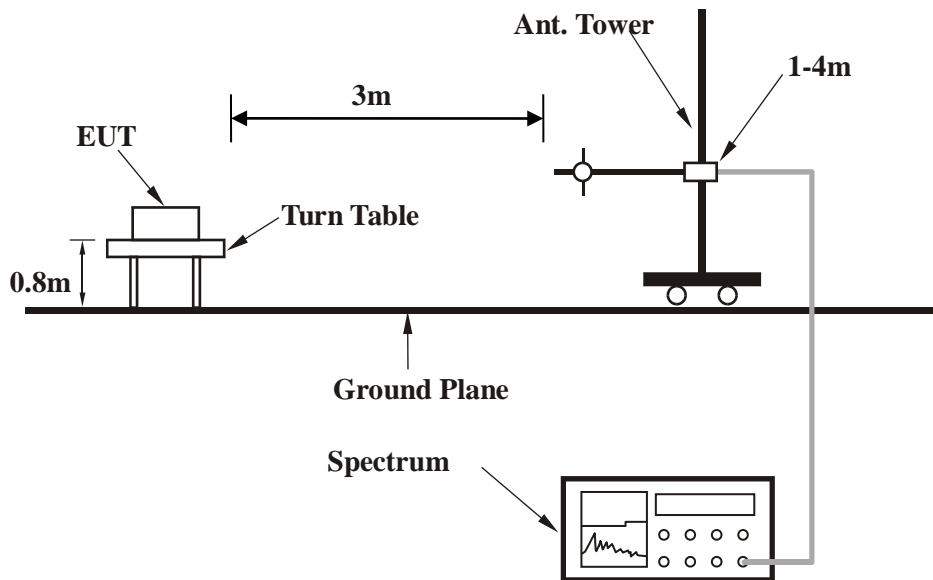 Ant. Tower
1-4m
3m
EUT
Turn Table
0.8m
Ground Plane
Spectrum